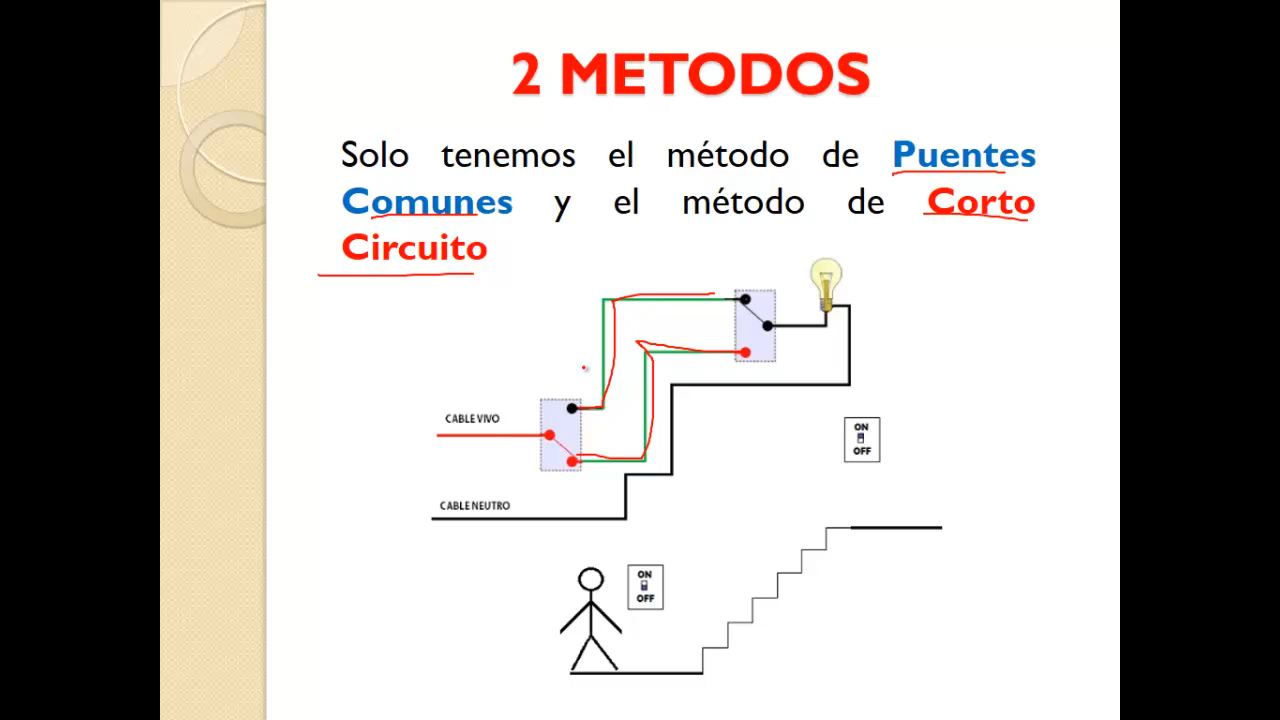 2 METODOS
Solo tenemos el método de Puentes
Comunes y el método de Corto
Circuito
CABLE VIVO
ON
OFF
CABLE NEUTRO
ON
OFF